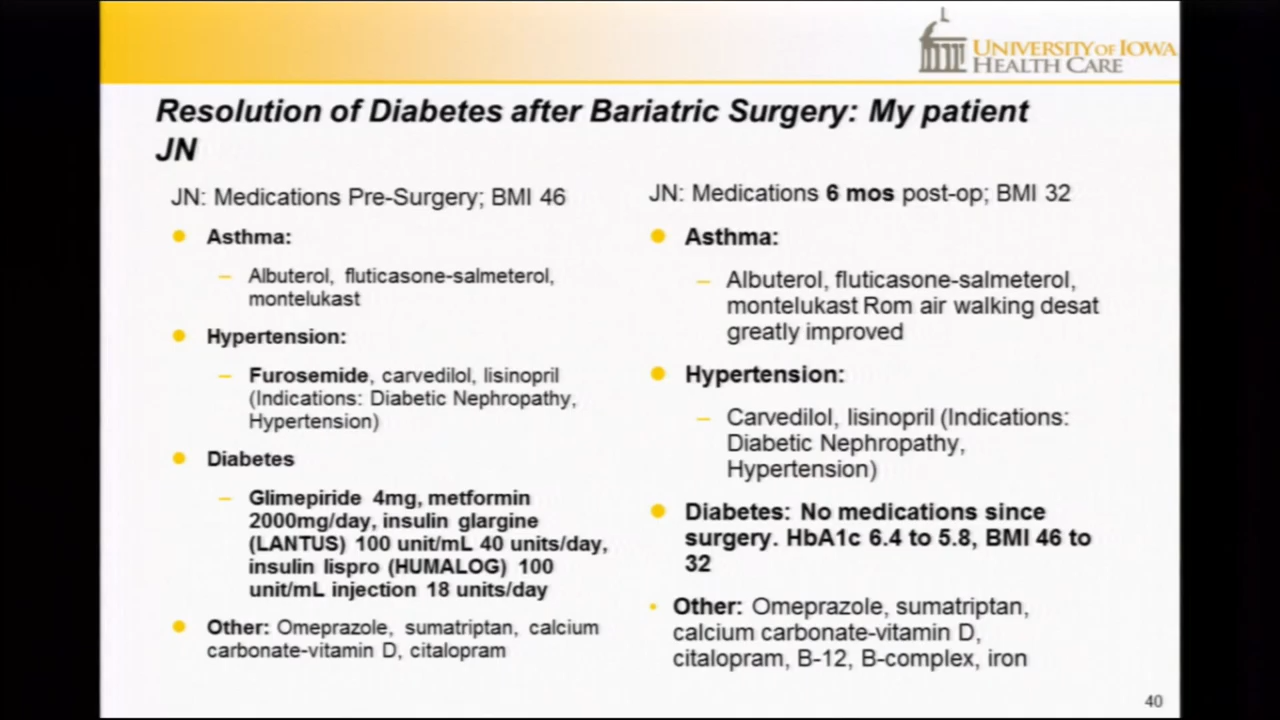 UNIVERSITY OF IOWA
HEALTH CARE
Resolution of Diabetes after Bariatric Surgery: My patient
JN
JN: Medications Pre-Surgery; BMI 46
Asthma:
– Albuterol, fluticasone-salmeterol,
montelukast
Hypertension:
– Furosemide, carvedilol, lisinopril
(Indications: Diabetic Nephropathy,
Hypertension)
Diabetes
– Glimepiride 4mg, metformin
2000mg/day, insulin glargine
(LANTUS) 100 unit/mL 40 units/day,
insulin lispro (HUMALOG) 100
unit/mL injection 18 units/day
Other: Omeprazole, sumatriptan, calcium
carbonate-vitamin D, citalopram
JN: Medications 6 mos post-op; BMI 32
Asthma:
– Albuterol, fluticasone-salmeterol,
montelukast Rom air walking desat
greatly improved
Hypertension:
– Carvedilol, lisinopril (Indications:
Diabetic Nephropathy,
Hypertension)
Diabetes: No medications since
surgery. HbA1c 6.4 to 5.8, BMI 46 to
32
Other: Omeprazole, sumatriptan,
calcium carbonate-vitamin D,
citalopram, B-12, B-complex, iron
40